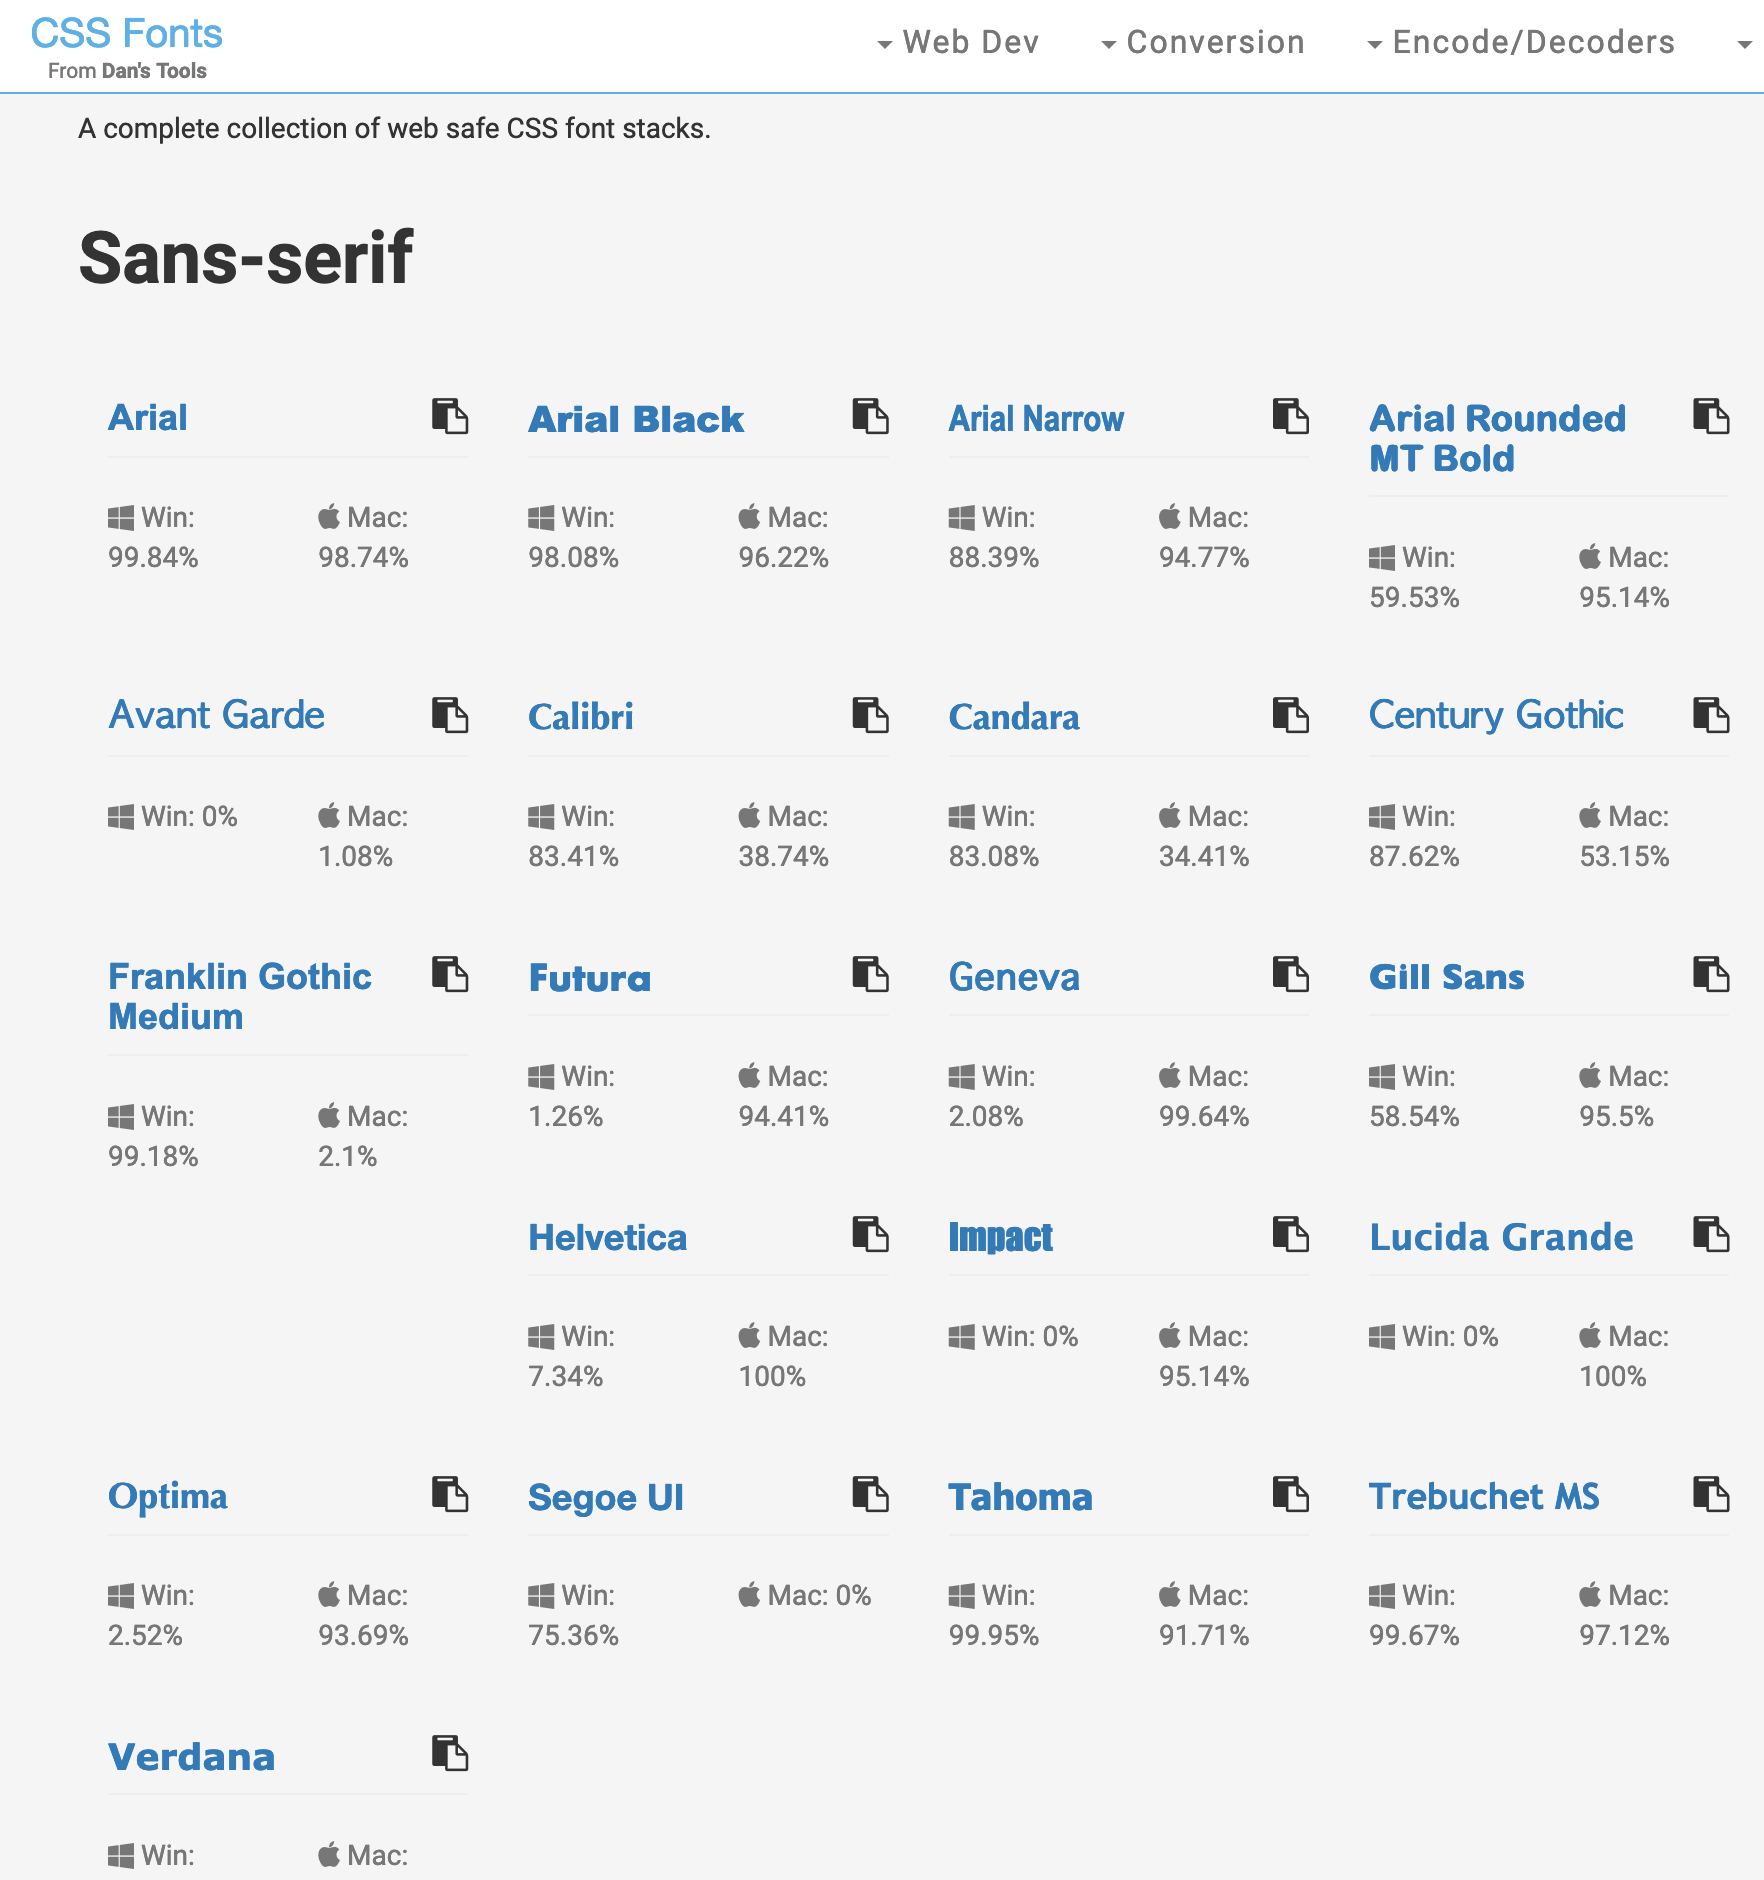 CSS Fonts
From Dan's Tools
Web Dev
Conversion
Encode/Decoders
A complete collection of web safe CSS font stacks.
Sans-serif
Arial
Win:
99.84%
Mac:
98.74%
Arial Black
Win:
98.08%
Mac:
96.22%
Arial Narrow
Win:
88.39%
Mac:
94.77%
Arial Rounded
MT Bold
Win:
59.53%
Mac:
95.14%
Avant Garde
Win: 0%
Mac:
1.08%
Calibri
Win:
83.41%
Mac:
38.74%
Candara
Win:
83.08%
Mac:
34.41%
Century Gothic
Win:
87.62%
Mac:
53.15%
Franklin Gothic
Medium
Win:
99.18%
Mac:
2.1%
Futura
Win:
1.26%
Mac:
94.41%
Geneva
Win:
2.08%
Mac:
99.64%
Gill Sans
Win:
58.54%
Mac:
95.5%
Helvetica
Win:
7.34%
Mac:
100%
Impact
Win: 0%
Mac:
95.14%
Lucida Grande
Win: 0%
Mac:
100%
Optima
Win:
2.52%
Mac:
93.69%
Segoe UI
Win:
75.36%
Mac: 0%
Tahoma
Win:
99.95%
Mac:
91.71%
Trebuchet MS
Win:
99.67%
Mac:
97.12%
Verdana
Win:
Mac: